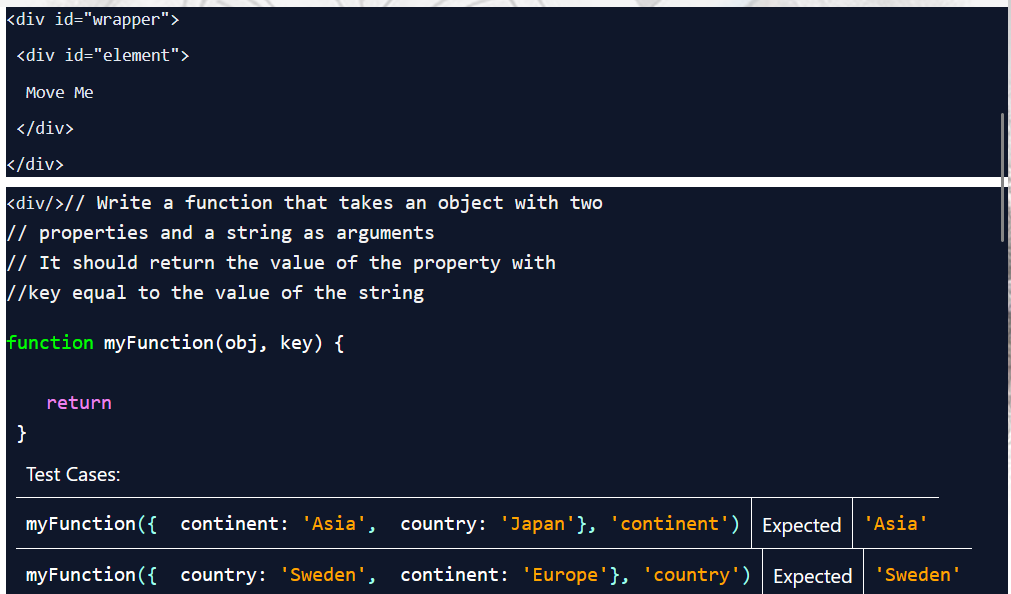 <div id="wrapper">
<div id="element">
Move Me
</div>
</div>
<div/>// Write a function that takes an object with two
// properties and a string as arguments
// It should return the value of the property with
//key equal to the value of the string
function myFunction(obj, key) {
return
}
Test Cases:
myFunction({  continent: 'Asia',  country: 'Japan'}, 'continent') Expected 'Asia'
myFunction({  country: 'Sweden',  continent: 'Europe'}, 'country') Expected 'Sweden'